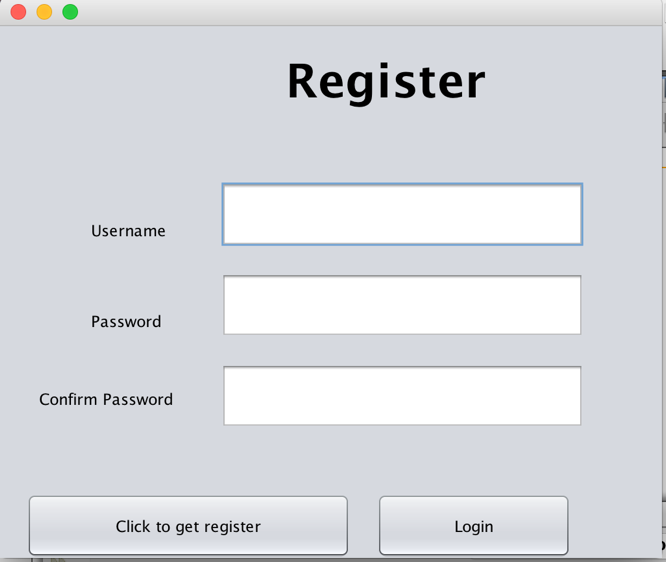 Register
Username
Password
Confirm Password
Click to get register
Login